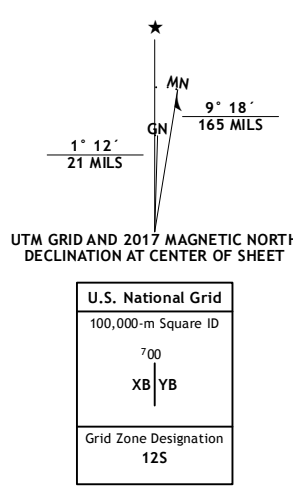 ★
MN
GN
9° 18´
165 MILS
1° 12´
21 MILS
UTM GRID AND 2017 MAGNETIC NORTH
DECLINATION AT CENTER OF SHEET
U.S. National Grid
100,000-m Square ID
⁷00
XB YB
Grid Zone Designation
12S